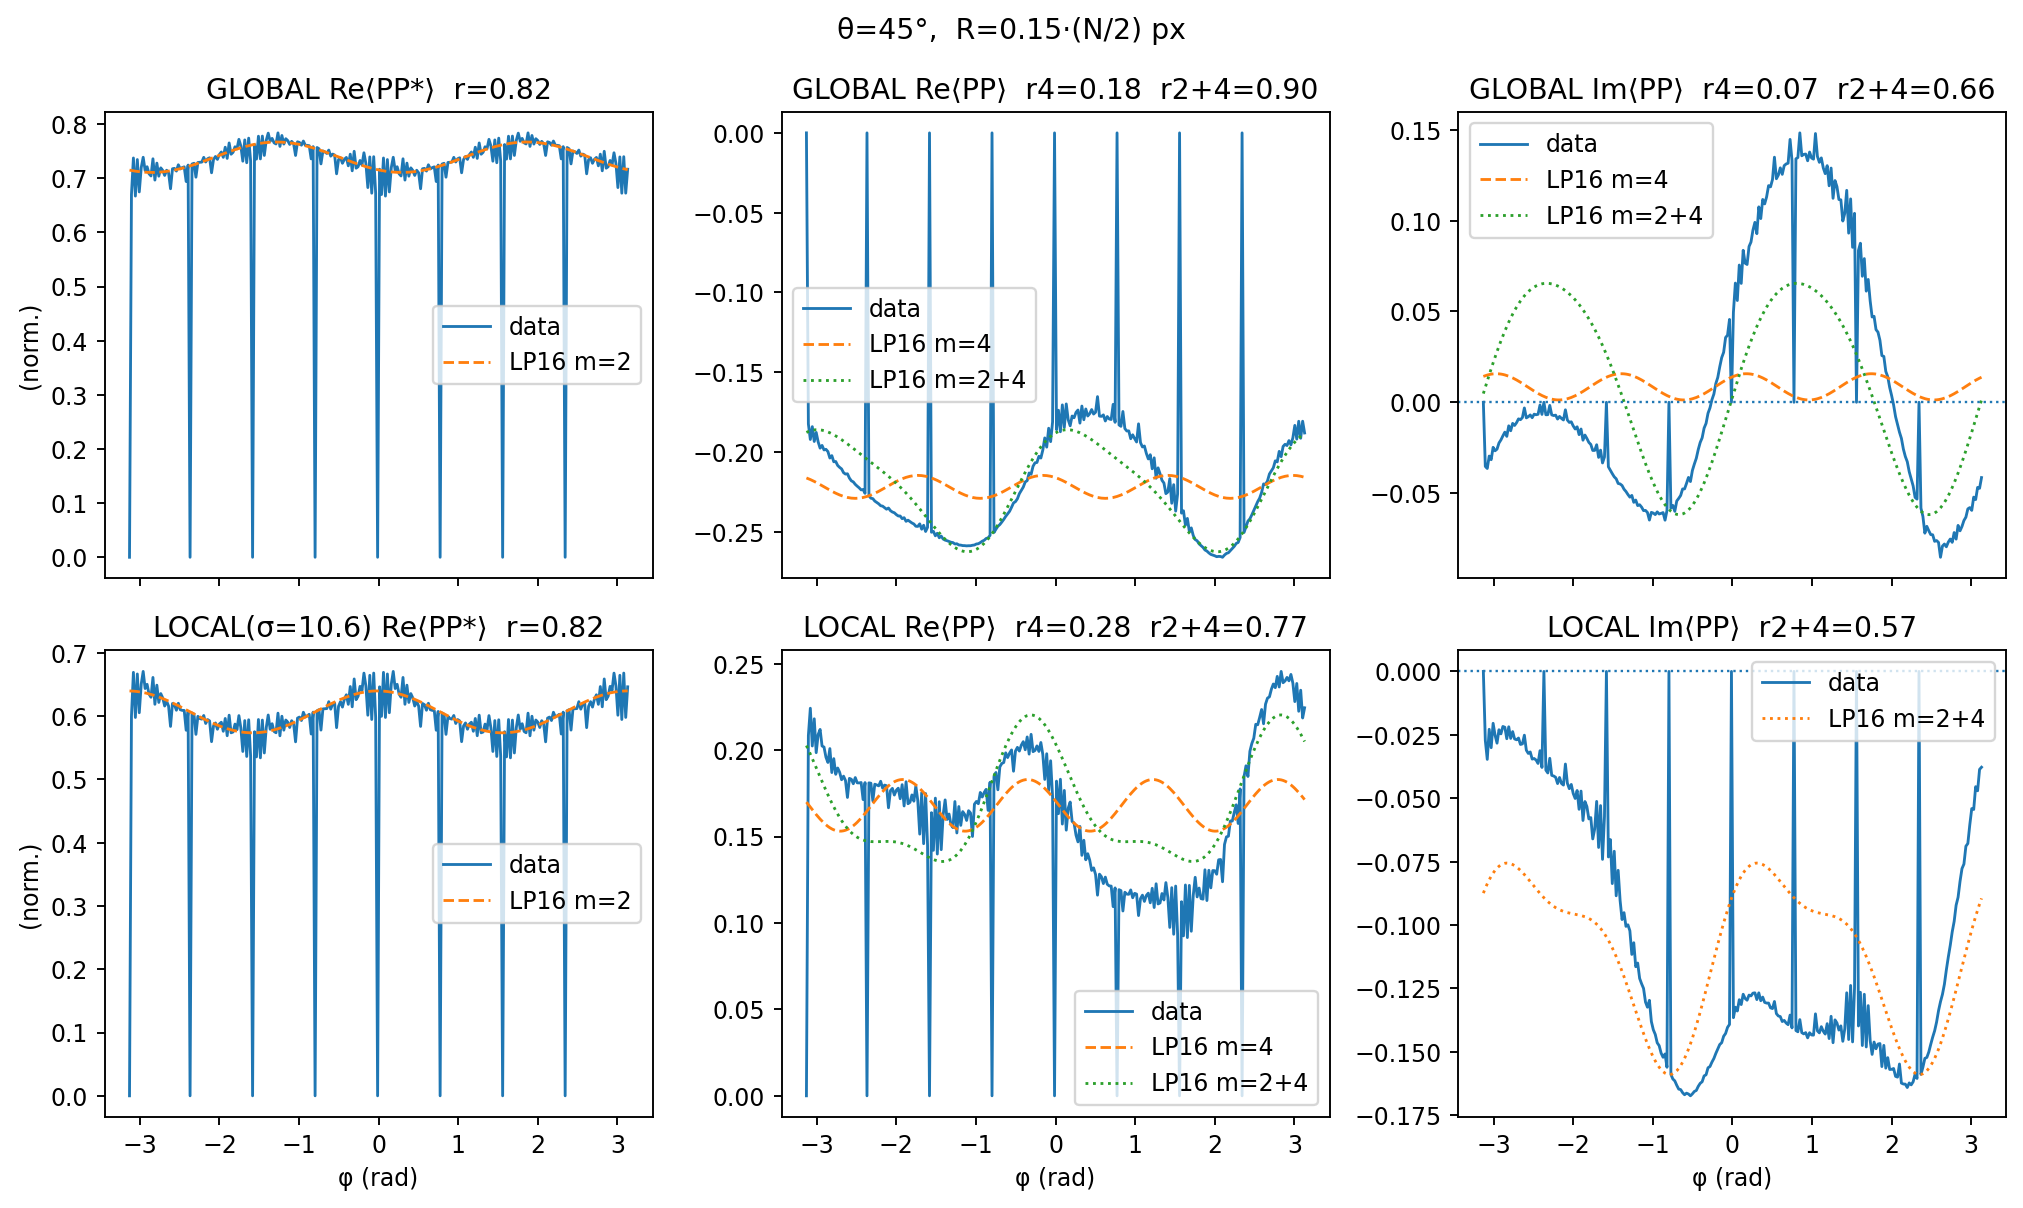 θ=45°,  R=0.15·(N/2) px
GLOBAL Re⟨PP*⟩  r=0.82
(norm.)
0.8
0.7
0.6
0.5
0.4
0.3
0.2
0.1
0.0
data
LP16 m=2
GLOBAL Re⟨PP⟩  r4=0.18  r2+4=0.90
0.00
−0.05
−0.10
−0.15
−0.20
−0.25
data
LP16 m=4
LP16 m=2+4
GLOBAL Im⟨PP⟩  r4=0.07  r2+4=0.66
0.15
0.10
0.05
0.00
−0.05
data
LP16 m=4
LP16 m=2+4
LOCAL(σ=10.6) Re⟨PP*⟩  r=0.82
(norm.)
0.7
0.6
0.5
0.4
0.3
0.2
0.1
0.0
data
LP16 m=2
−3 −2 −1 0 1 2 3
φ (rad)
LOCAL Re⟨PP⟩  r4=0.28  r2+4=0.77
0.25
0.20
0.15
0.10
0.05
0.00
data
LP16 m=4
LP16 m=2+4
−3 −2 −1 0 1 2 3
φ (rad)
LOCAL Im⟨PP⟩  r2+4=0.57
0.000
−0.025
−0.050
−0.075
−0.100
−0.125
−0.150
−0.175
data
LP16 m=2+4
−3 −2 −1 0 1 2 3
φ (rad)